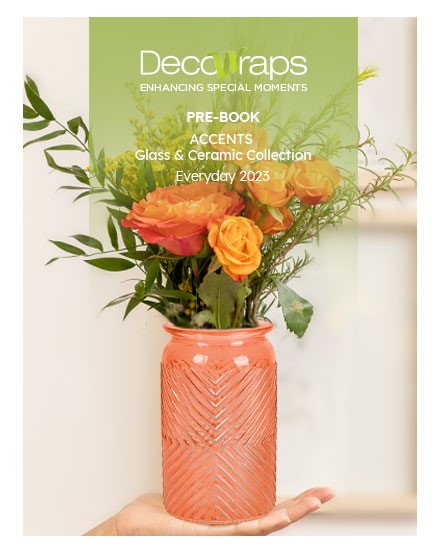 DecoWraps
ENHANCING SPECIAL MOMENTS
PRE-BOOK
ACCENTS
Glass & Ceramic Collection
Everyday 2023